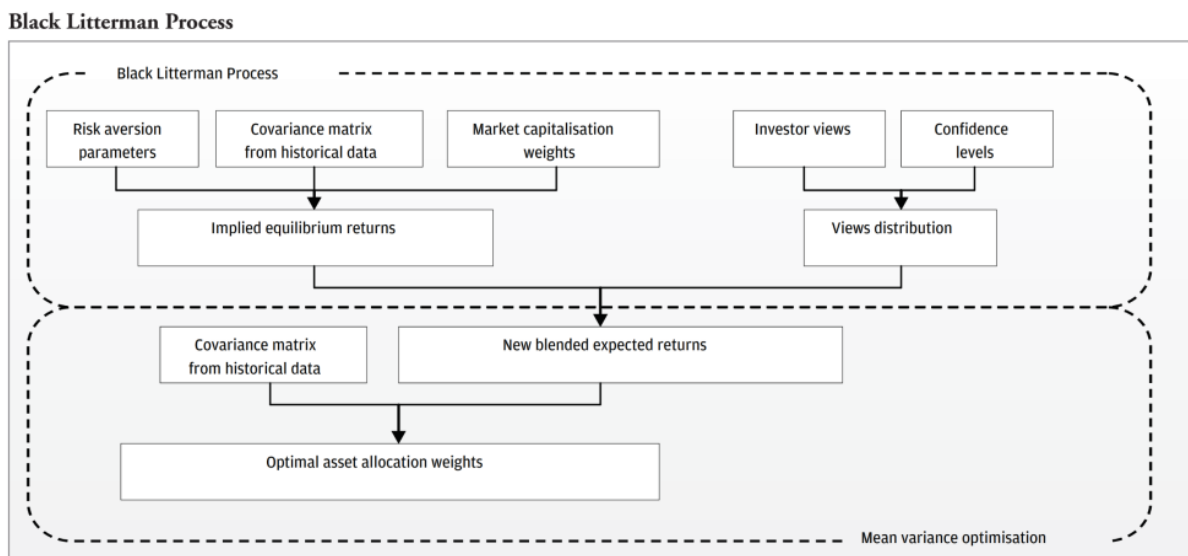 Black Litterman Process
Black Litterman Process
Risk aversion
parameters
Covariance matrix
from historical data
Market capitalisation
weights
Investor views
Confidence
levels
Implied equilibrium returns
Views distribution
Covariance matrix
from historical data
New blended expected returns
Optimal asset allocation weights
Mean variance optimisation